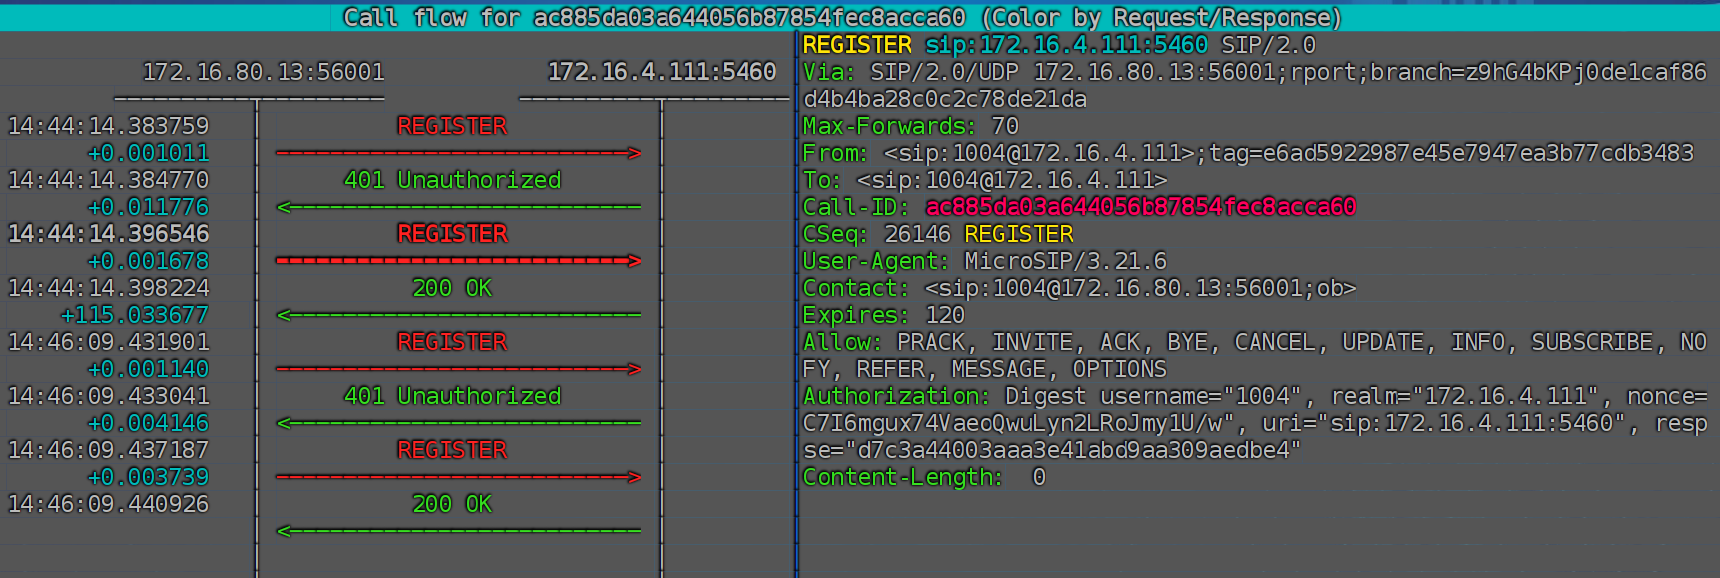 Call flow for ac885da03a644056b87854fec8acca60 (Color by Request/Response)
172.16.80.13:56001 172.16.4.111:5460
14:44:14.383759 REGISTER
+0.001011
14:44:14.384770 401 Unauthorized
+0.011776
14:44:14.396546 REGISTER
+0.001678
14:44:14.398224 200 OK
+115.033677
14:46:09.431901 REGISTER
+0.001140
14:46:09.433041 401 Unauthorized
+0.004146
14:46:09.437187 REGISTER
+0.003739
14:46:09.440926 200 OK
REGISTER sip:172.16.4.111:5460 SIP/2.0
Via: SIP/2.0/UDP 172.16.80.13:56001;rport;branch=z9hG4bKPj0de1caf86
d4b4ba28c0c2c78de21da
Max-Forwards: 70
From: <sip:1004@172.16.4.111>;tag=e6ad5922987e45e7947ea3b77cdb3483
To: <sip:1004@172.16.4.111>
Call-ID: ac885da03a644056b87854fec8acca60
CSeq: 26146 REGISTER
User-Agent: MicroSIP/3.21.6
Contact: <sip:1004@172.16.80.13:56001;ob>
Expires: 120
Allow: PRACK, INVITE, ACK, BYE, CANCEL, UPDATE, INFO, SUBSCRIBE, NO
FY, REFER, MESSAGE, OPTIONS
Authorization: Digest username="1004", realm="172.16.4.111", nonce=
C7I6mgux74VaeoQwuLyn2LRoJmy1U/w", uri="sip:172.16.4.111:5460", resp
se="d7c3a44003aaa3e41abd9aa309aedbe4"
Content-Length:  0